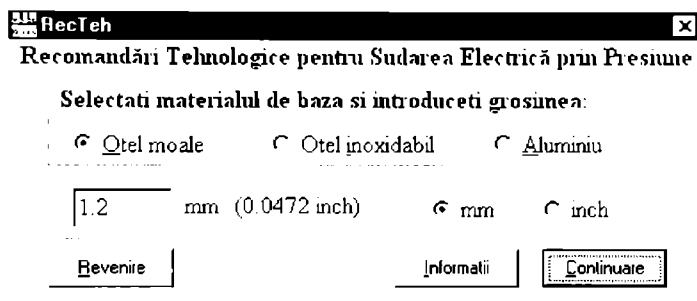 RecTeh
Recomandări Tehnologice pentru Sudarea Electrică prin Presiune
Selectati materialul de baza si introduceti grosimea:
Otel moale Otel inoxidabil Aluminiu
1.2 mm (0.0472 inch) mm inch
Revenire Informatii Continuare